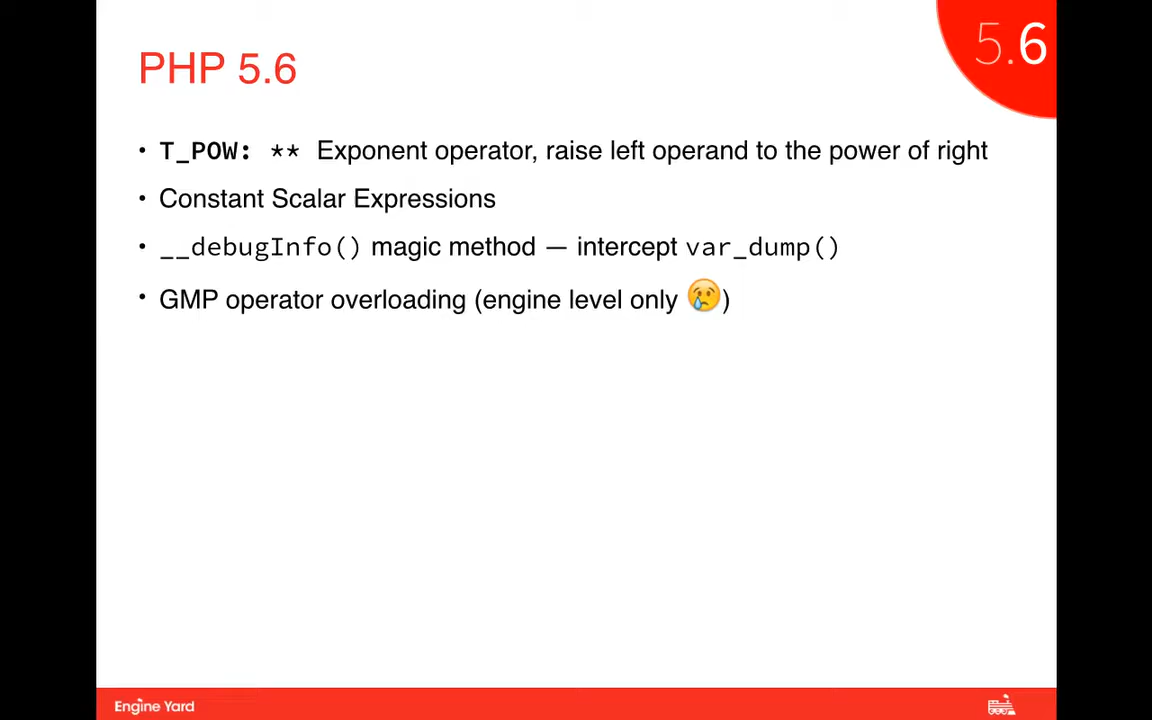 5.6
PHP 5.6
• T_POW: ** Exponent operator, raise left operand to the power of right
• Constant Scalar Expressions
• __debugInfo() magic method — intercept var_dump()
• GMP operator overloading (engine level only 😢)
Engine Yard